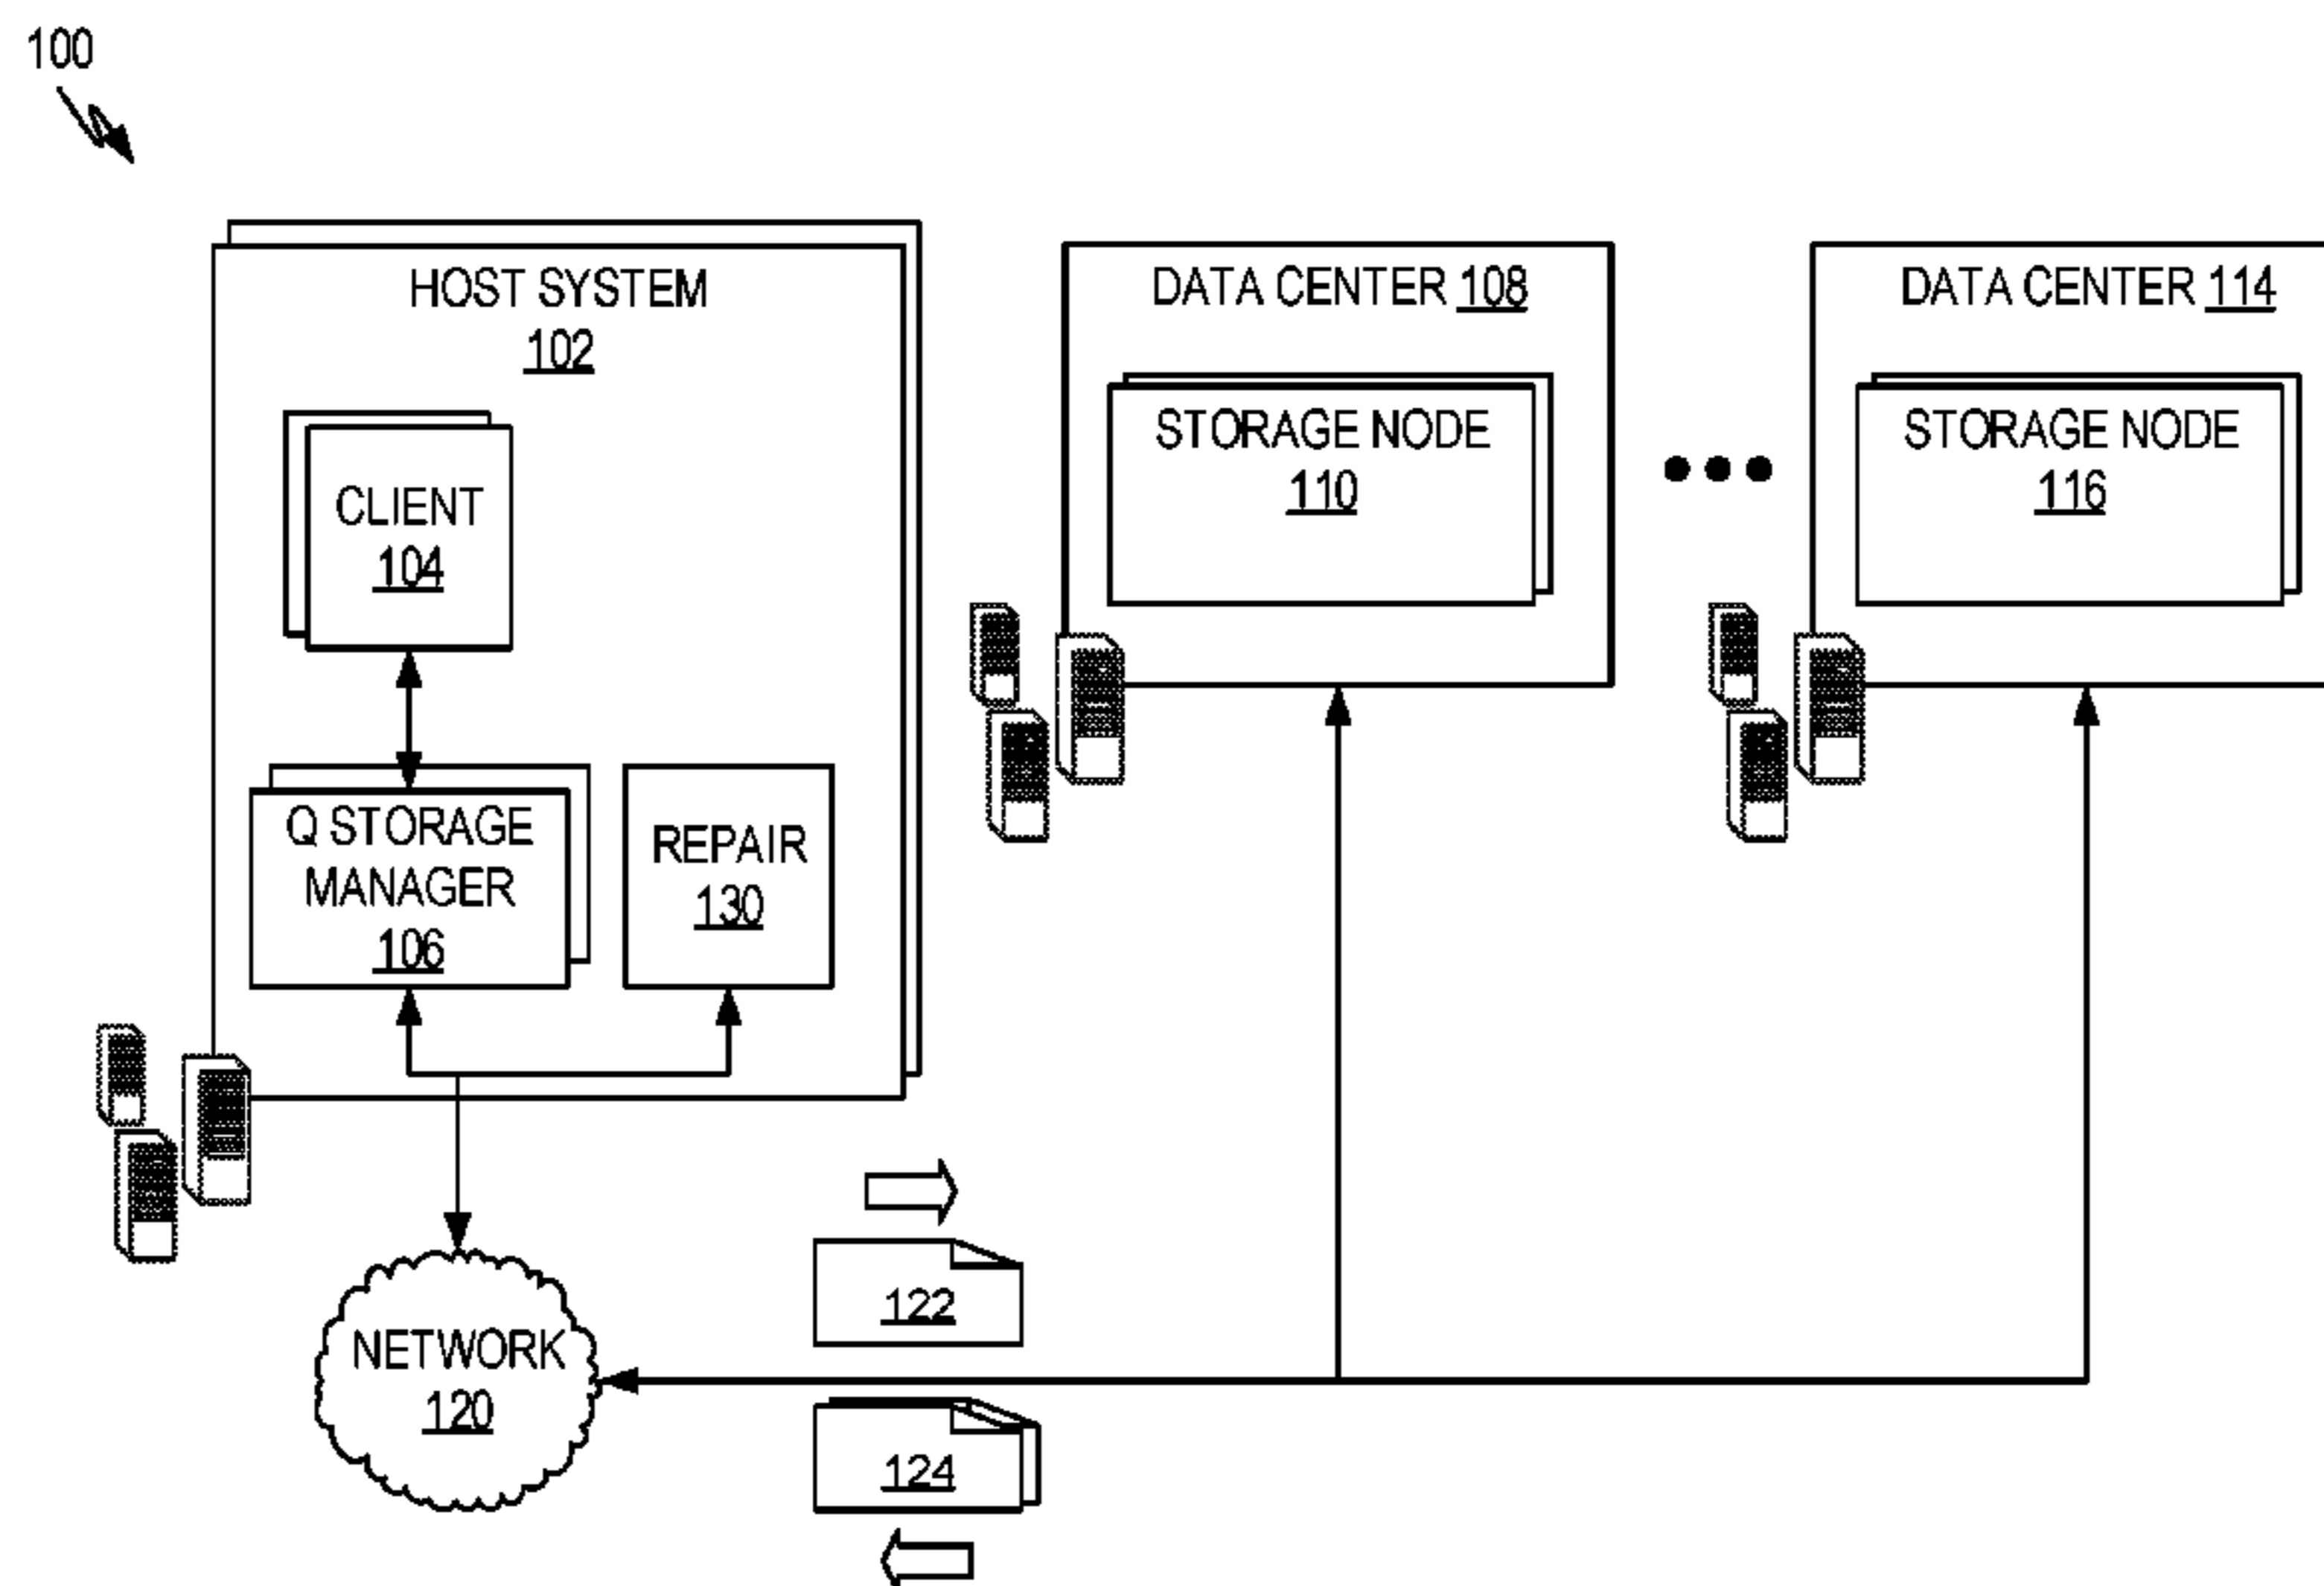 100
HOST SYSTEM
102
CLIENT
104
Q STORAGE
MANAGER
106
REPAIR
130
DATA CENTER 108
STORAGE NODE
110
DATA CENTER 114
STORAGE NODE
116
NETWORK
120
122
124